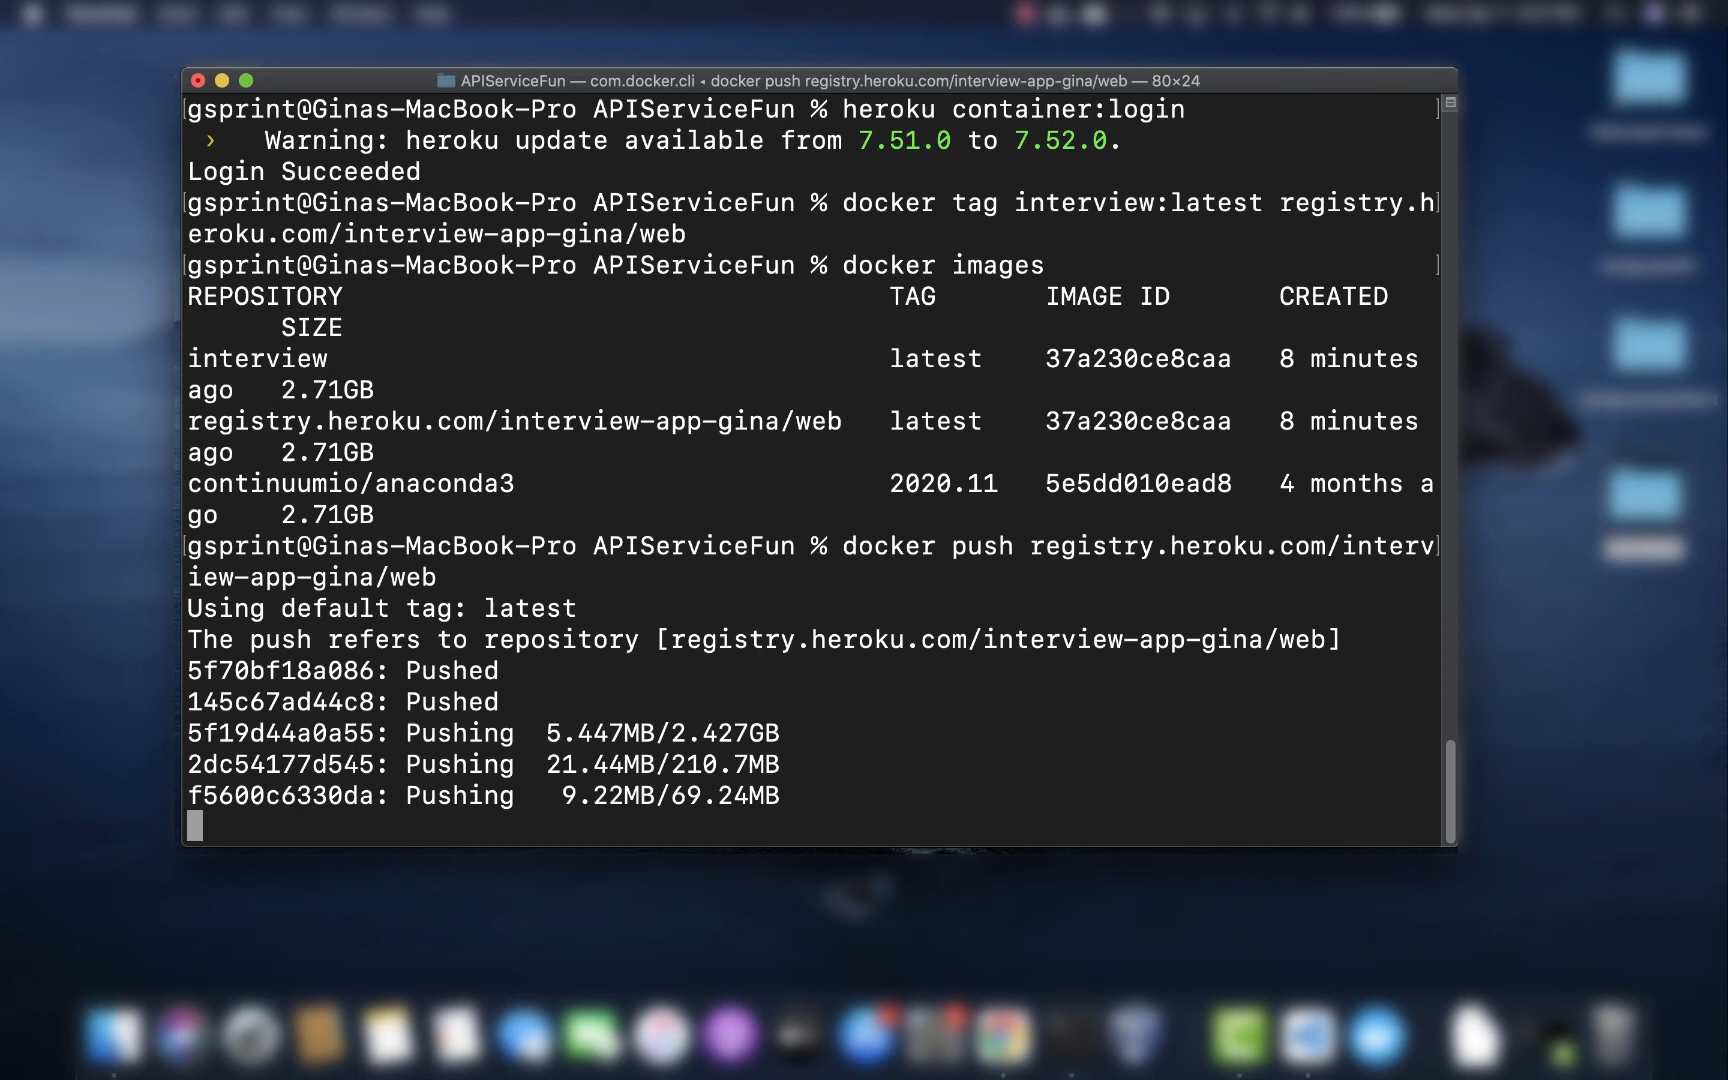 APIServiceFun — com.docker.cli ◂ docker push registry.heroku.com/interview-app-gina/web — 80×24
gsprint@Ginas-MacBook-Pro APIServiceFun % heroku container:login
›   Warning: heroku update available from 7.51.0 to 7.52.0.
Login Succeeded
gsprint@Ginas-MacBook-Pro APIServiceFun % docker tag interview:latest registry.h
eroku.com/interview-app-gina/web
gsprint@Ginas-MacBook-Pro APIServiceFun % docker images
REPOSITORY TAG IMAGE ID CREATED
SIZE
interview latest 37a230ce8caa 8 minutes
ago 2.71GB
registry.heroku.com/interview-app-gina/web latest 37a230ce8caa 8 minutes
ago 2.71GB
continuumio/anaconda3 2020.11 5e5dd010ead8 4 months a
go 2.71GB
gsprint@Ginas-MacBook-Pro APIServiceFun % docker push registry.heroku.com/interv
iew-app-gina/web
Using default tag: latest
The push refers to repository [registry.heroku.com/interview-app-gina/web]
5f70bf18a086: Pushed
145c67ad44c8: Pushed
5f19d44a0a55: Pushing 5.447MB/2.427GB
2dc54177d545: Pushing 21.44MB/210.7MB
f5600c6330da: Pushing 9.22MB/69.24MB